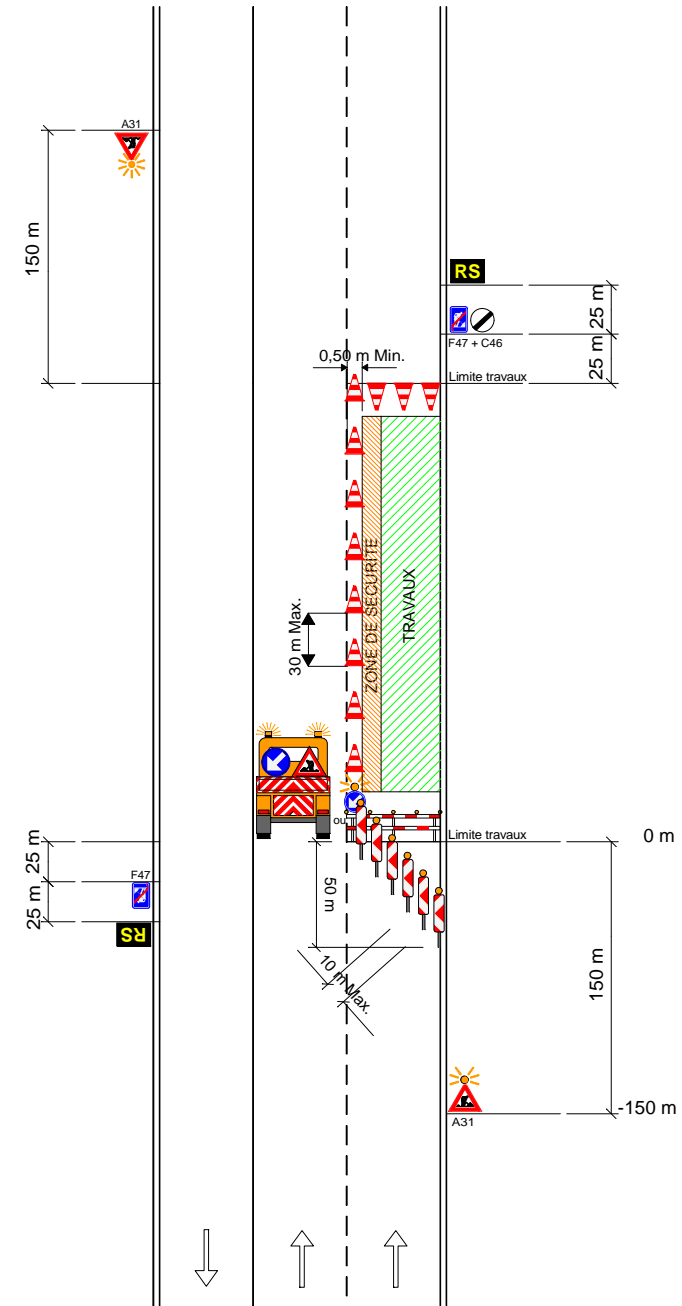 A31
150 m
RS
25 m
F47 + C46
25 m
0,50 m Min.
Limite travaux
ZONE DE SECURITE
TRAVAUX
30 m Max.
ou
Limite travaux
0 m
25 m
F47
25 m
RS
50 m
10 m Max.
150 m
-150 m
A31